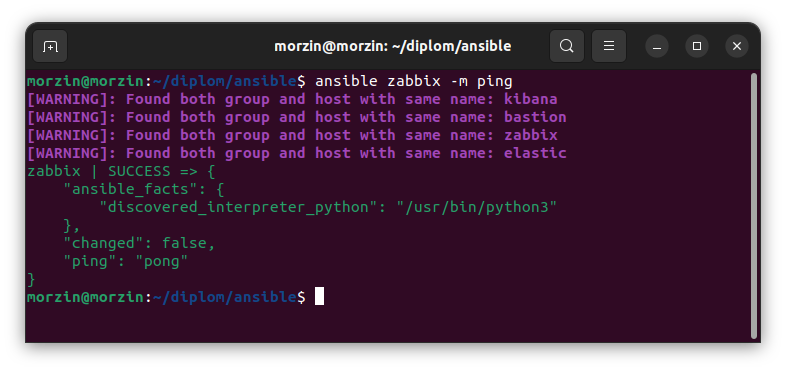 morzin@morzin: ~/diplom/ansible
morzin@morzin:~/diplom/ansible$ ansible zabbix -m ping
[WARNING]: Found both group and host with same name: kibana
[WARNING]: Found both group and host with same name: bastion
[WARNING]: Found both group and host with same name: zabbix
[WARNING]: Found both group and host with same name: elastic
zabbix | SUCCESS => {
    "ansible_facts": {
        "discovered_interpreter_python": "/usr/bin/python3"
    },
    "changed": false,
    "ping": "pong"
}
morzin@morzin:~/diplom/ansible$